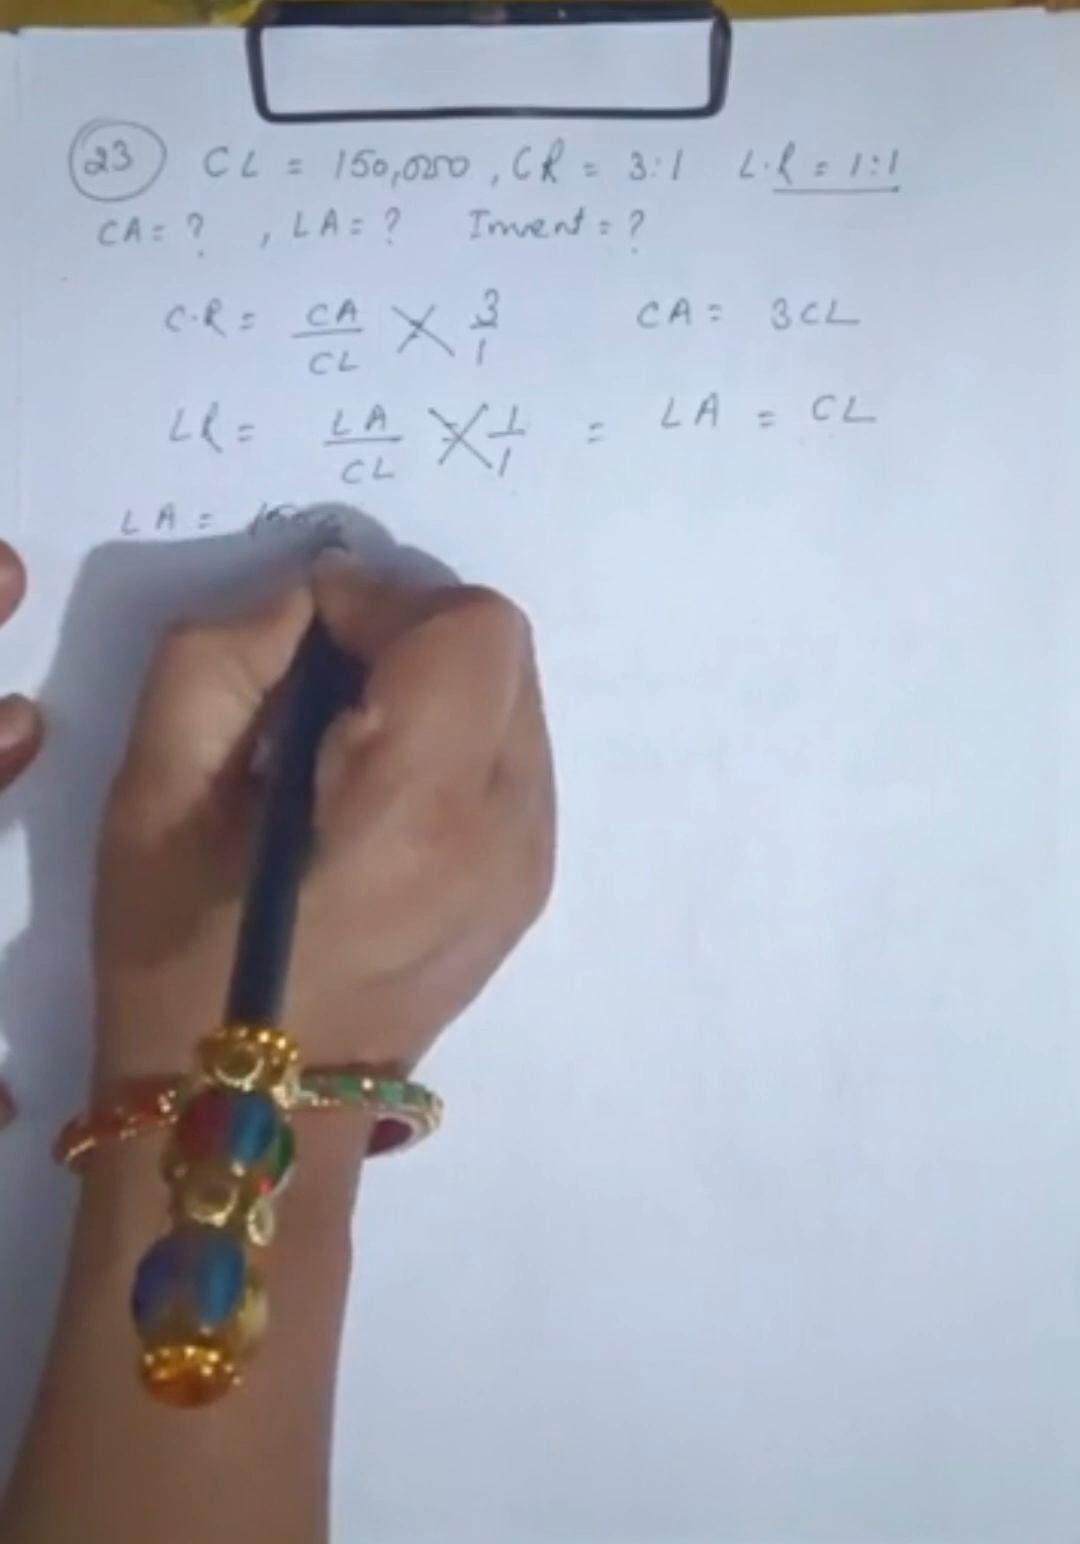 23 CL = 150,000 , CR = 3:1 L.R = 1:1
CA = ? , LA = ? Invent = ?
C.R = CA/CL 3/1 CA = 3CL
LR = LA/CL 1/1 = LA = CL
LA =